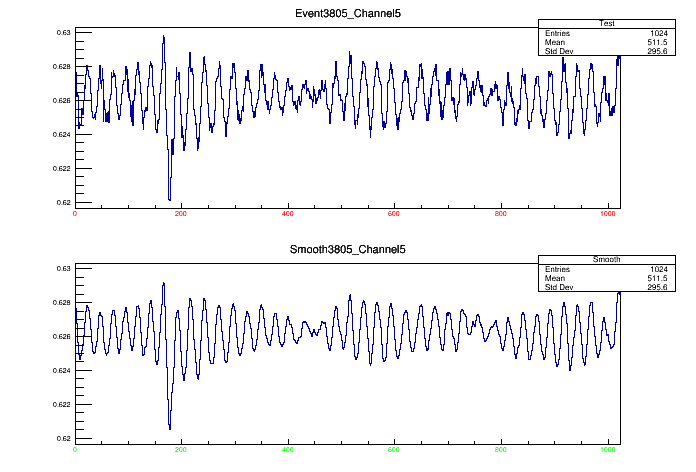 Event3805_Channel5
Test
Entries 1024
Mean 511.5
Std Dev 295.6
0.63
0.628
0.626
0.624
0.622
0.62
0 200 400 600 800 1000
Smooth3805_Channel5
Smooth
Entries 1024
Mean 511.5
Std Dev 295.6
0.63
0.628
0.626
0.624
0.622
0.62
0 200 400 600 800 1000